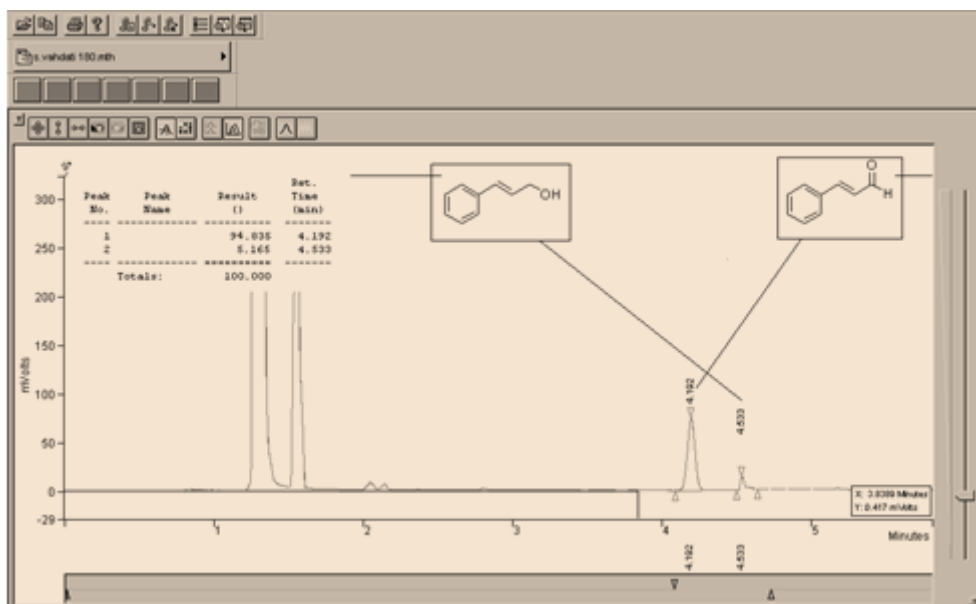 s.vahdati 180.mth
Peak Peak Result Ret. Time
No. Name () (min)
1 94.835 4.192
2 5.165 4.533
Totals: 100.000
OH
O
H
mVolts
300
250
200
150
100
50
0
-29
4.192
4.533
X: 3.8389 Minutes
Y: 0.417 mVolts
1
2
3
4
5
Minutes
4.192
4.533